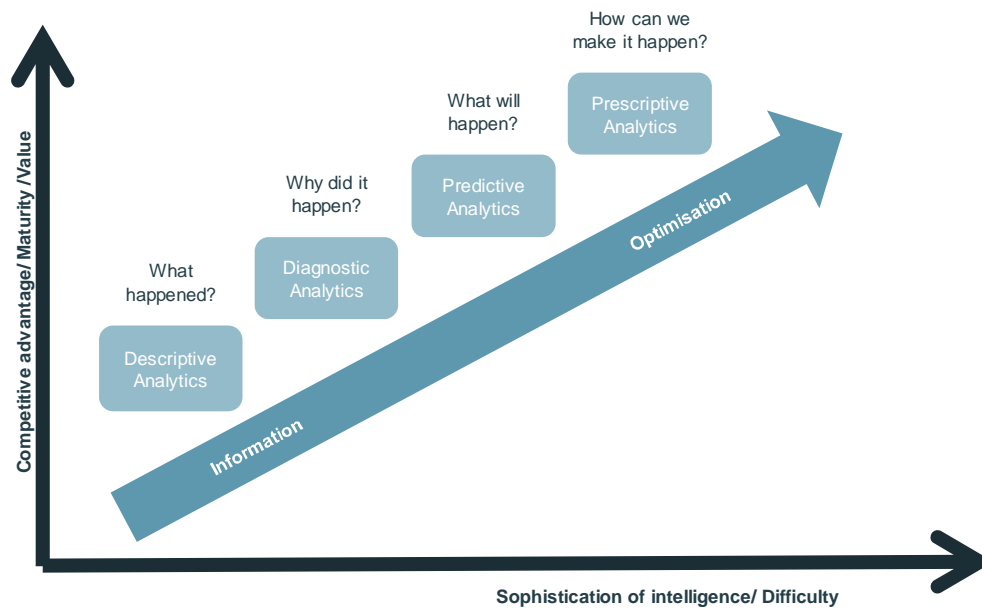 How can we
make it happen?
Prescriptive
Analytics
What will
happen?
Predictive
Analytics
Why did it
happen?
Diagnostic
Analytics
What
happened?
Descriptive
Analytics
Optimisation
Information
Competitive advantage/ Maturity /Value
Sophistication of intelligence/ Difficulty